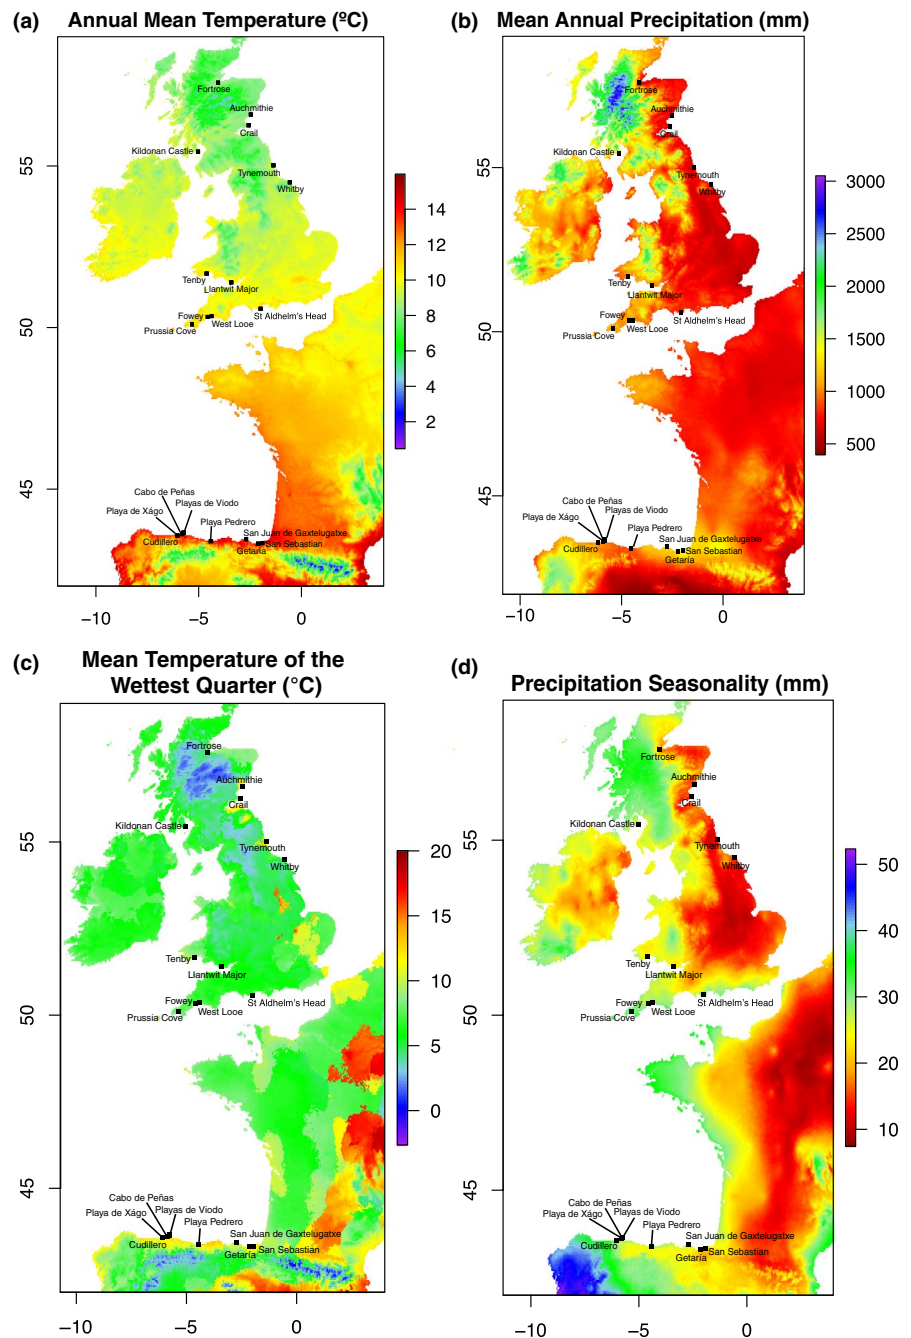 (a) Annual Mean Temperature (ºC)
Fortrose
Auchmithie
Crail
Kildonan Castle
Tynemouth
Whitby
Tenby
Llantwit Major
Fowey
West Looe
St Aldhelm's Head
Prussia Cove
Cabo de Peñas
Playas de Viodo
Playa de Xágo
Playa Pedrero
San Juan de Gaxtelugatxe
Cudillero
San Sebastian
Getaría
55
50
45
−10 −5 0
14
12
10
8
6
4
2
(b) Mean Annual Precipitation (mm)
Fortrose
Auchmithie
Crail
Kildonan Castle
Tynemouth
Whitby
Tenby
Llantwit Major
Fowey
West Looe
St Aldhelm's Head
Prussia Cove
Cabo de Peñas
Playas de Viodo
Playa de Xágo
Playa Pedrero
San Juan de Gaxtelugatxe
Cudillero
San Sebastian
Getaría
55
50
45
−10 −5 0
3000
2500
2000
1500
1000
500
(c) Mean Temperature of the
Wettest Quarter (°C)
Fortrose
Auchmithie
Crail
Kildonan Castle
Tynemouth
Whitby
Tenby
Llantwit Major
Fowey
West Looe
St Aldhelm's Head
Prussia Cove
Cabo de Peñas
Playas de Viodo
Playa de Xágo
Playa Pedrero
San Juan de Gaxtelugatxe
Cudillero
San Sebastian
Getaría
55
50
45
−10 −5 0
20
15
10
5
0
(d) Precipitation Seasonality (mm)
Fortrose
Auchmithie
Crail
Kildonan Castle
Tynemouth
Whitby
Tenby
Llantwit Major
Fowey
West Looe
St Aldhelm's Head
Prussia Cove
Cabo de Peñas
Playas de Viodo
Playa de Xágo
Playa Pedrero
San Juan de Gaxtelugatxe
Cudillero
San Sebastian
Getaría
55
50
45
−10 −5 0
50
40
30
20
10